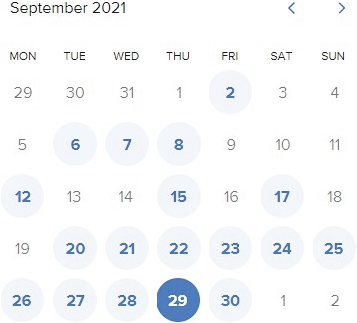 September 2021
MON TUE WED THU FRI SAT SUN
29 30 31 1 2 3 4
5 6 7 8 9 10 11
12 13 14 15 16 17 18
19 20 21 22 23 24 25
26 27 28 29 30 1 2